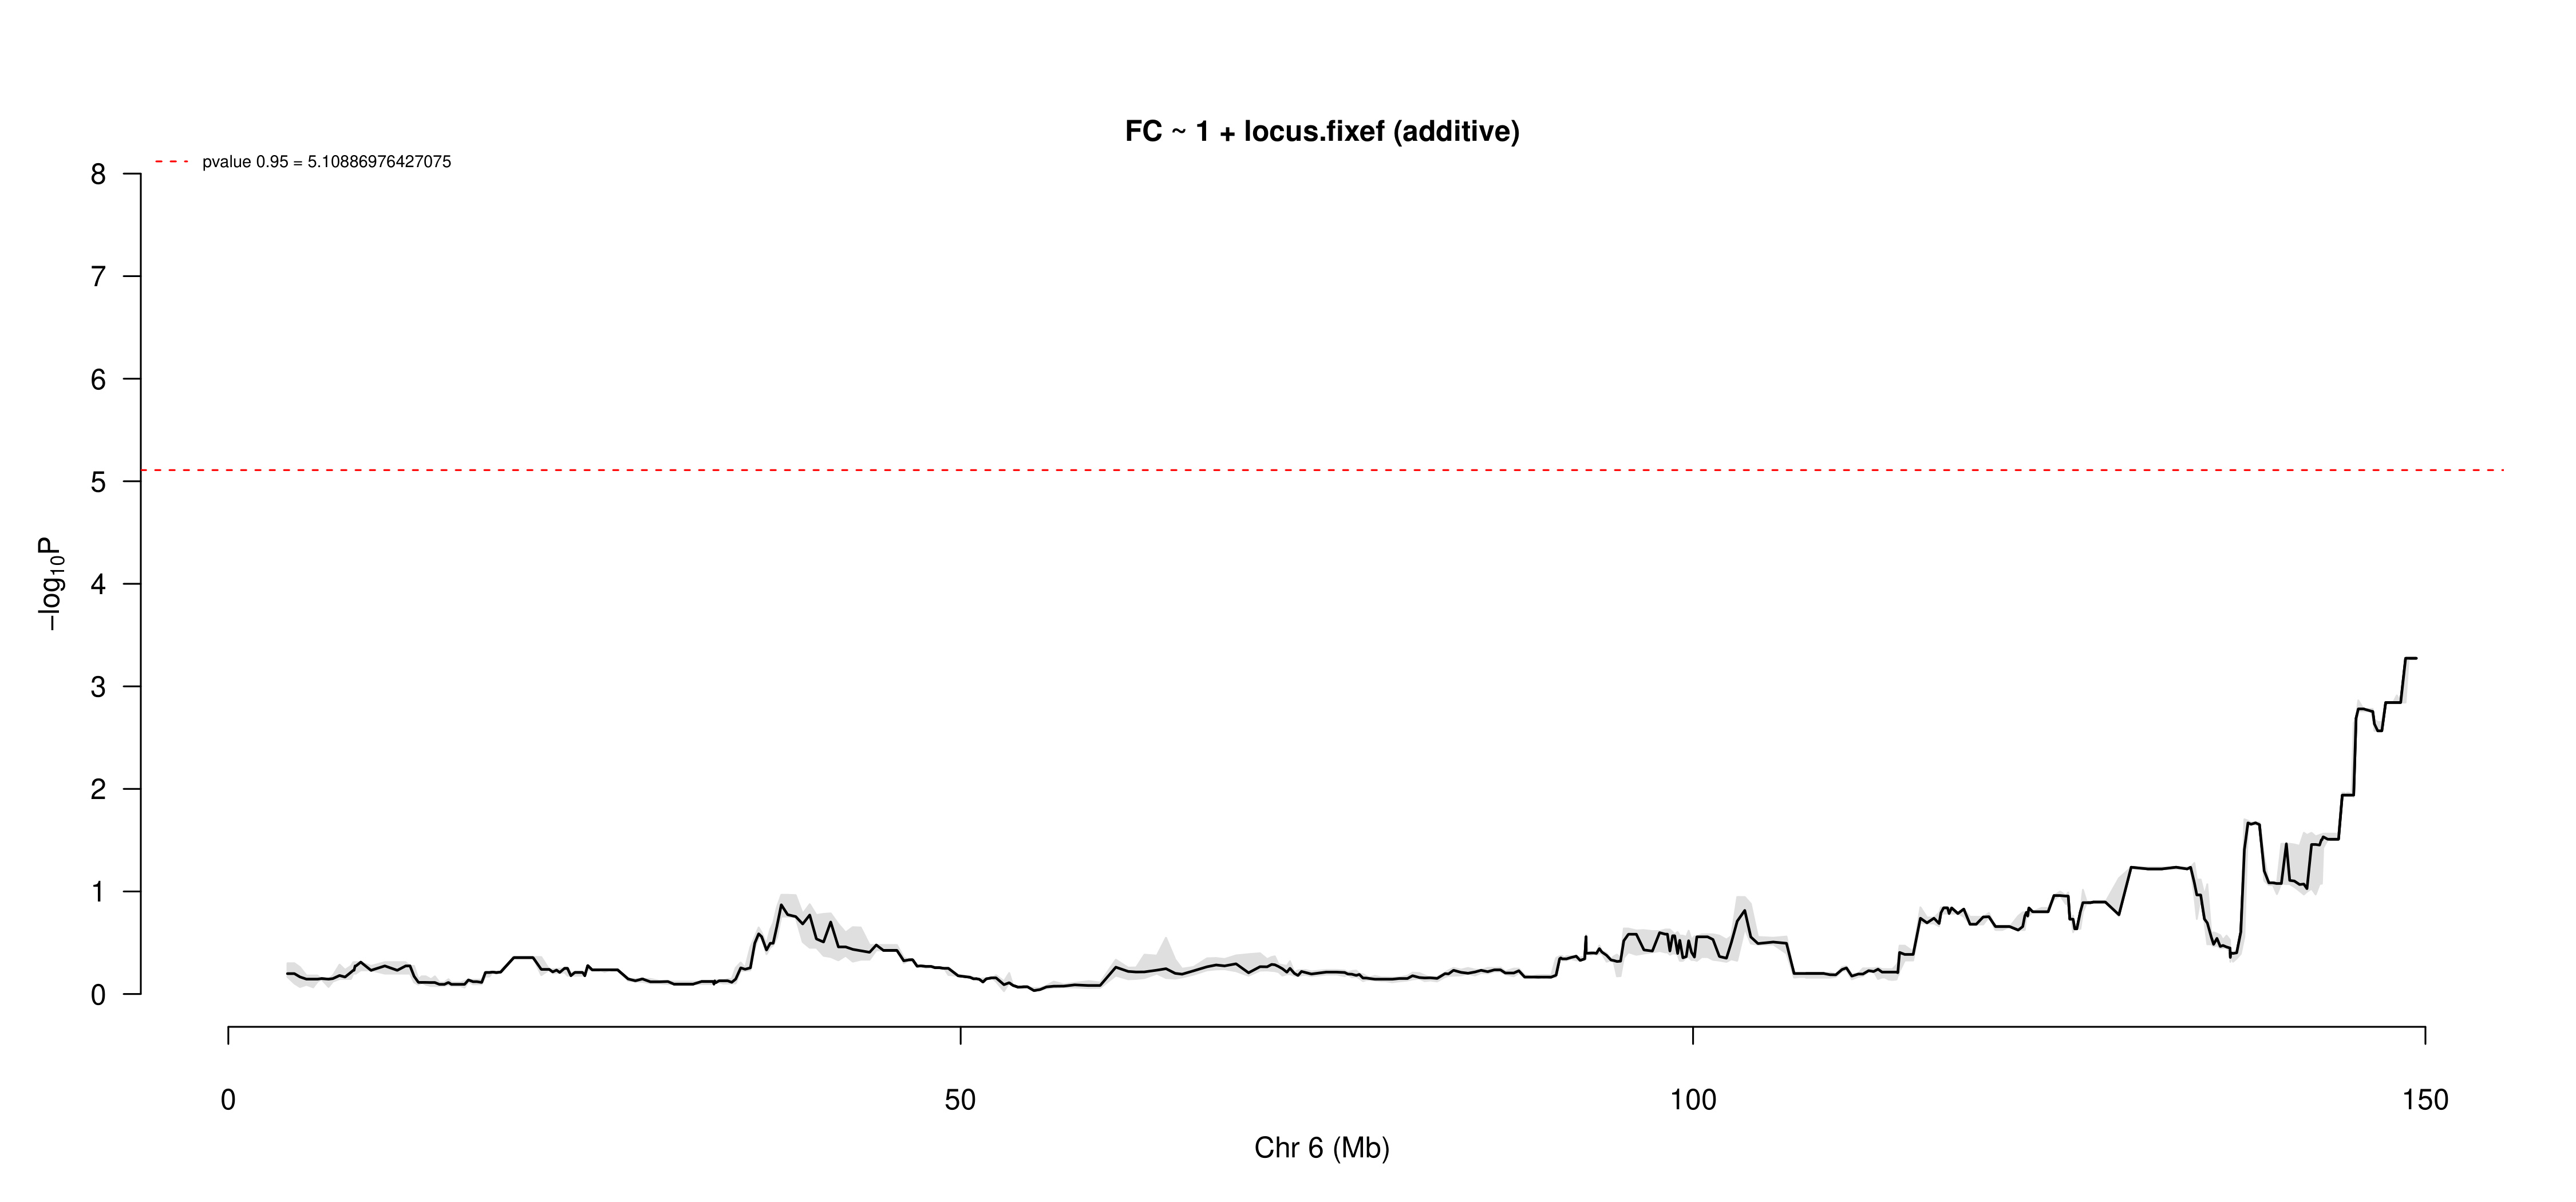 FC ~ 1 + locus.fixef (additive)
pvalue 0.95 = 5.10886976427075
8
7
6
5
4
3
2
1
0
−log₁₀P
0 50 100 150
Chr 6 (Mb)